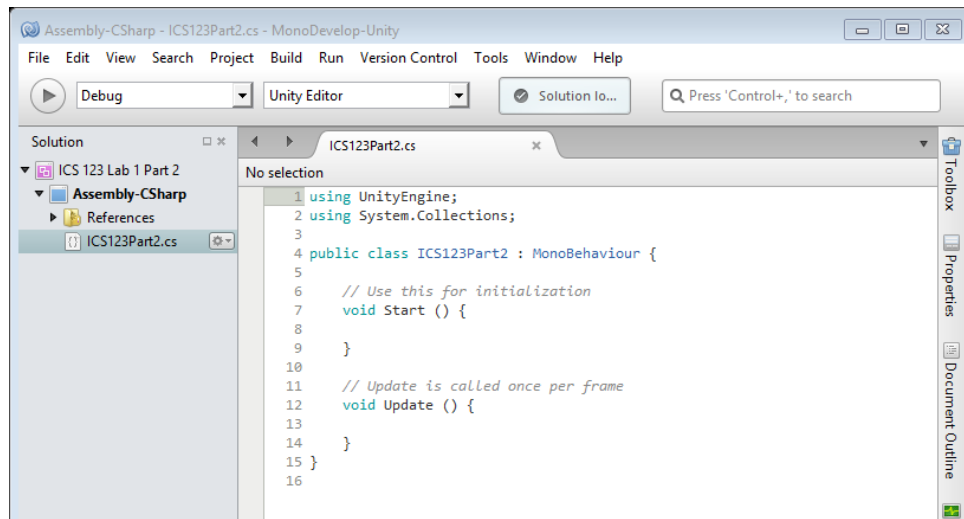 Assembly-CSharp - ICS123Part2.cs - MonoDevelop-Unity
File Edit View Search Project Build Run Version Control Tools Window Help
Debug Unity Editor Solution lo... Press 'Control+,' to search
Solution
ICS 123 Lab 1 Part 2
Assembly-CSharp
References
ICS123Part2.cs
ICS123Part2.cs
No selection
1 using UnityEngine;
2 using System.Collections;
3
4 public class ICS123Part2 : MonoBehaviour {
5
6     // Use this for initialization
7     void Start () {
8
9     }
10
11     // Update is called once per frame
12     void Update () {
13
14     }
15 }
16
Toolbox
Properties
Document Outline